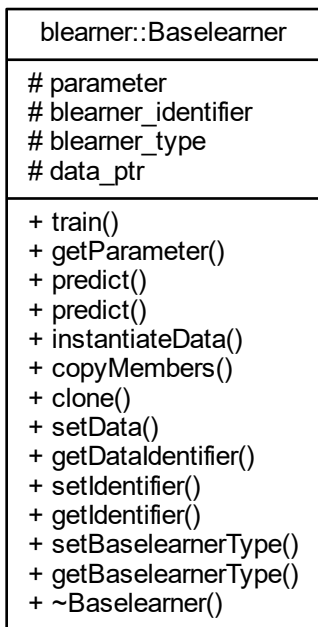 blearner::Baselearner
# parameter
# blearner_identifier
# blearner_type
# data_ptr
+ train()
+ getParameter()
+ predict()
+ predict()
+ instantiateData()
+ copyMembers()
+ clone()
+ setData()
+ getDataIdentifier()
+ setIdentifier()
+ getIdentifier()
+ setBaselearnerType()
+ getBaselearnerType()
+ ~Baselearner()